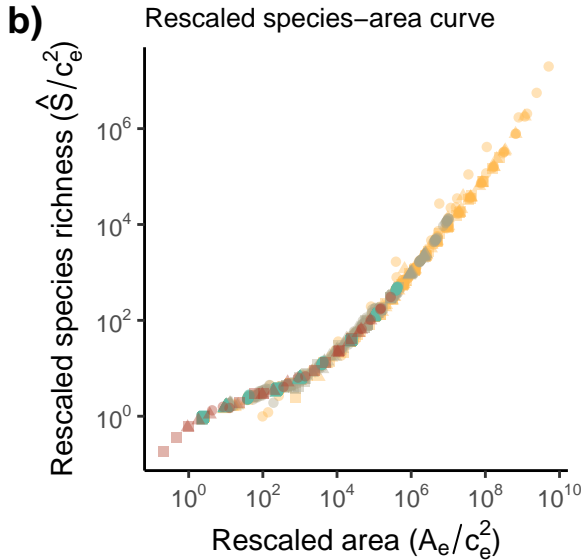 b)
Rescaled species−area curve
Rescaled species richness (Ŝ/c_e^2)
10^6
10^4
10^2
10^0
10^0 10^2 10^4 10^6 10^8 10^10
Rescaled area (A_e/c_e^2)